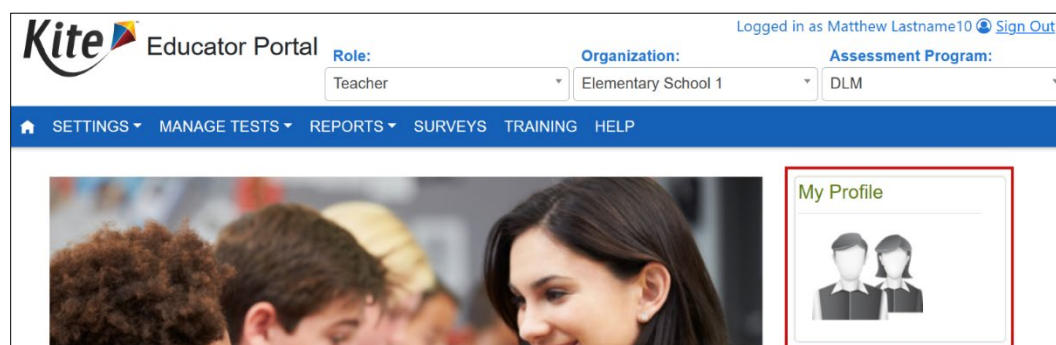 Logged in as Matthew Lastname10 Sign Out
Kite Educator Portal
Role: Organization: Assessment Program:
Teacher Elementary School 1 DLM
SETTINGS MANAGE TESTS REPORTS SURVEYS TRAINING HELP
My Profile